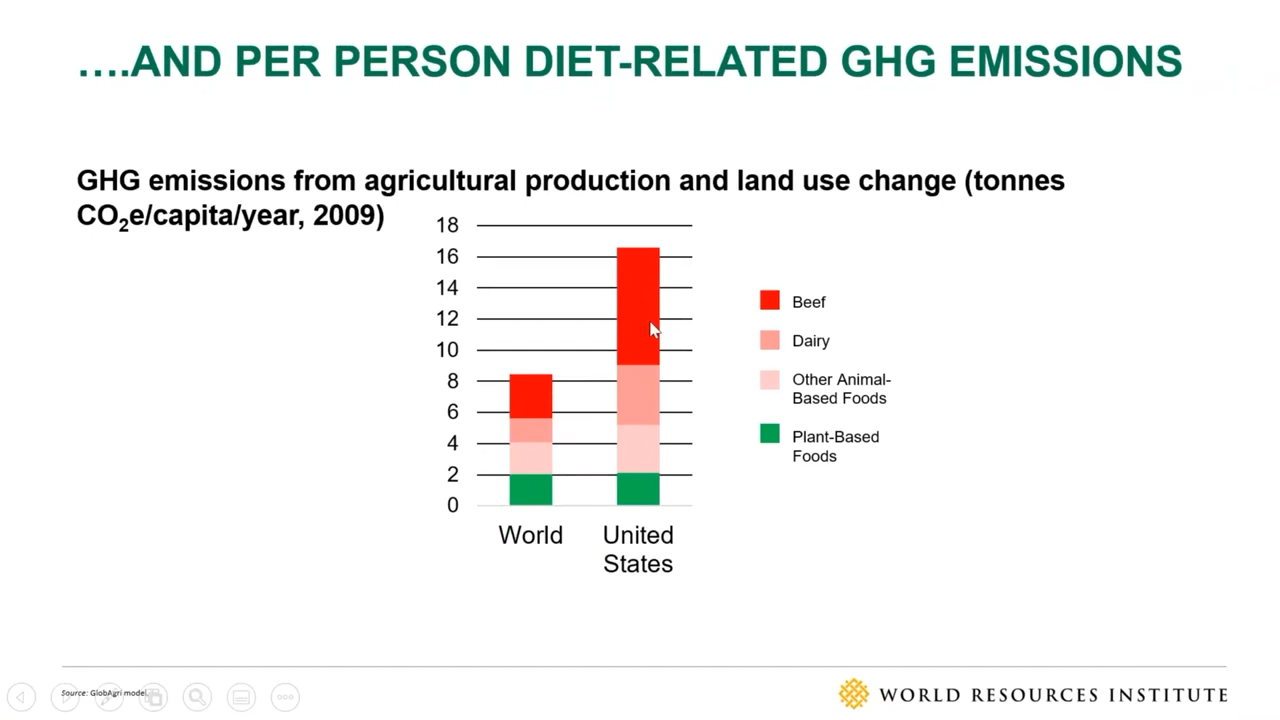 ….AND PER PERSON DIET-RELATED GHG EMISSIONS
GHG emissions from agricultural production and land use change (tonnes
CO₂e/capita/year, 2009)
18
16
14
12
10
8
6
4
2
0
World
United
States
Beef
Dairy
Other Animal-
Based Foods
Plant-Based
Foods
Source: GlobAgri model.
WORLD RESOURCES INSTITUTE